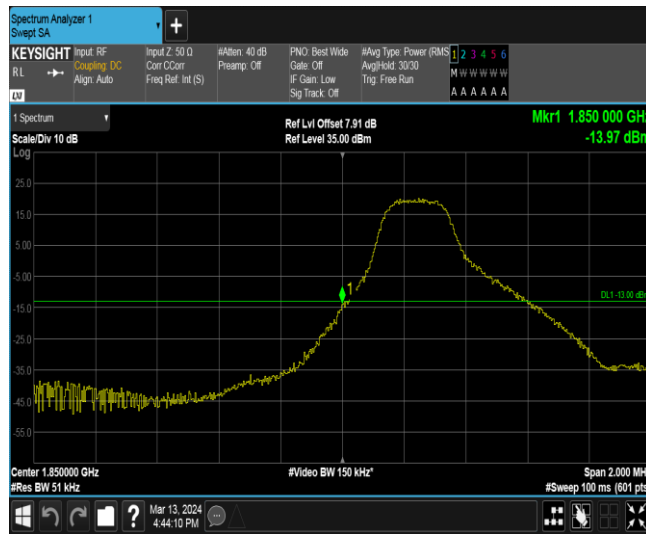 Spectrum Analyzer 1
Swept SA
+
KEYSIGHT
RL
LXI
Input: RF
Coupling: DC
Align: Auto
Input Z: 50 Ω
Corr CCorr
Freq Ref: Int (S)
#Atten: 40 dB
Preamp: Off
PNO: Best Wide
Gate: Off
IF Gain: Low
Sig Track: Off
#Avg Type: Power (RMS
Avg|Hold: 30/30
Trig: Free Run
1 2 3 4 5 6
M W W W W W
A A A A A A
1 Spectrum
Scale/Div 10 dB
Ref Lvl Offset 7.91 dB
Ref Level 35.00 dBm
Mkr1 1.850 000 GHz
-13.97 dBm
Log
25.0
15.0
5.00
-5.00
-15.0
-25.0
-35.0
-45.0
-55.0
1
DL1 -13.00 dBm
Center 1.850000 GHz
#Res BW 51 kHz
#Video BW 150 kHz*
Span 2.000 MH
#Sweep 100 ms (601 pts
?
Mar 13, 2024
4:44:10 PM